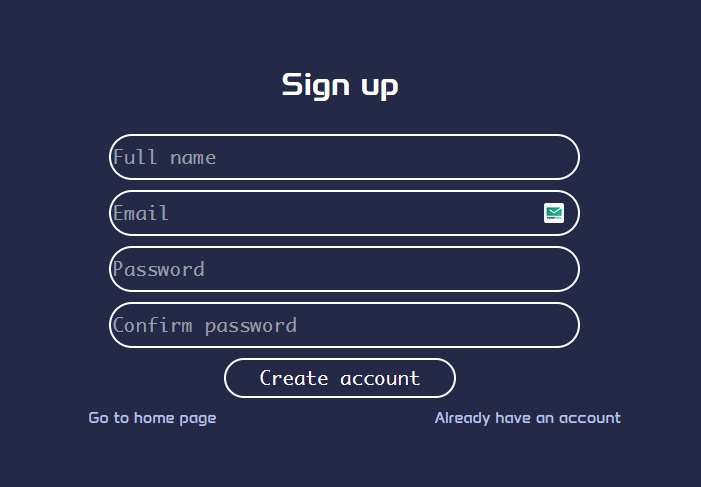 Sign up
Full name
Email
Password
Confirm password
Create account
Go to home page
Already have an account